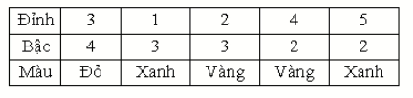 Đỉnh 3 1 2 4 5
Bậc 4 3 3 2 2
Màu Đỏ Xanh Vàng Vàng Xanh